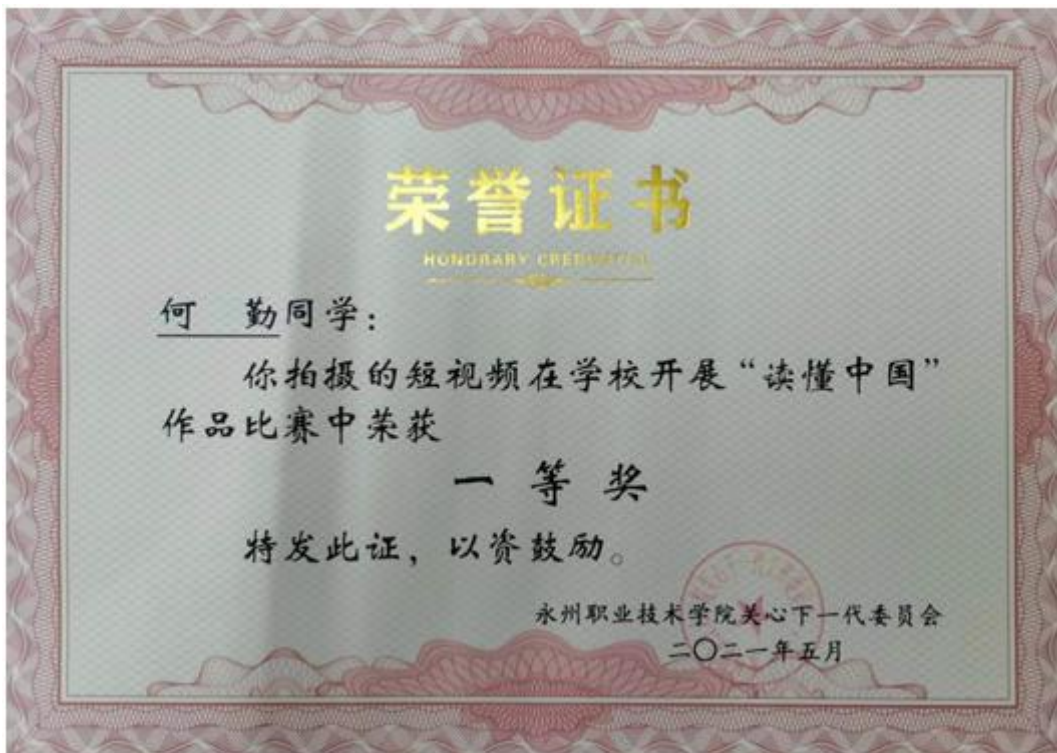 荣誉证书
HONORARY
何 勤同学：
你拍摄的短视频在学校开展“读懂中国”
作品比赛中荣获
一等奖
特发此证，以资鼓励。
永州职业技术学院关心下一代委员会
二〇二一年五月